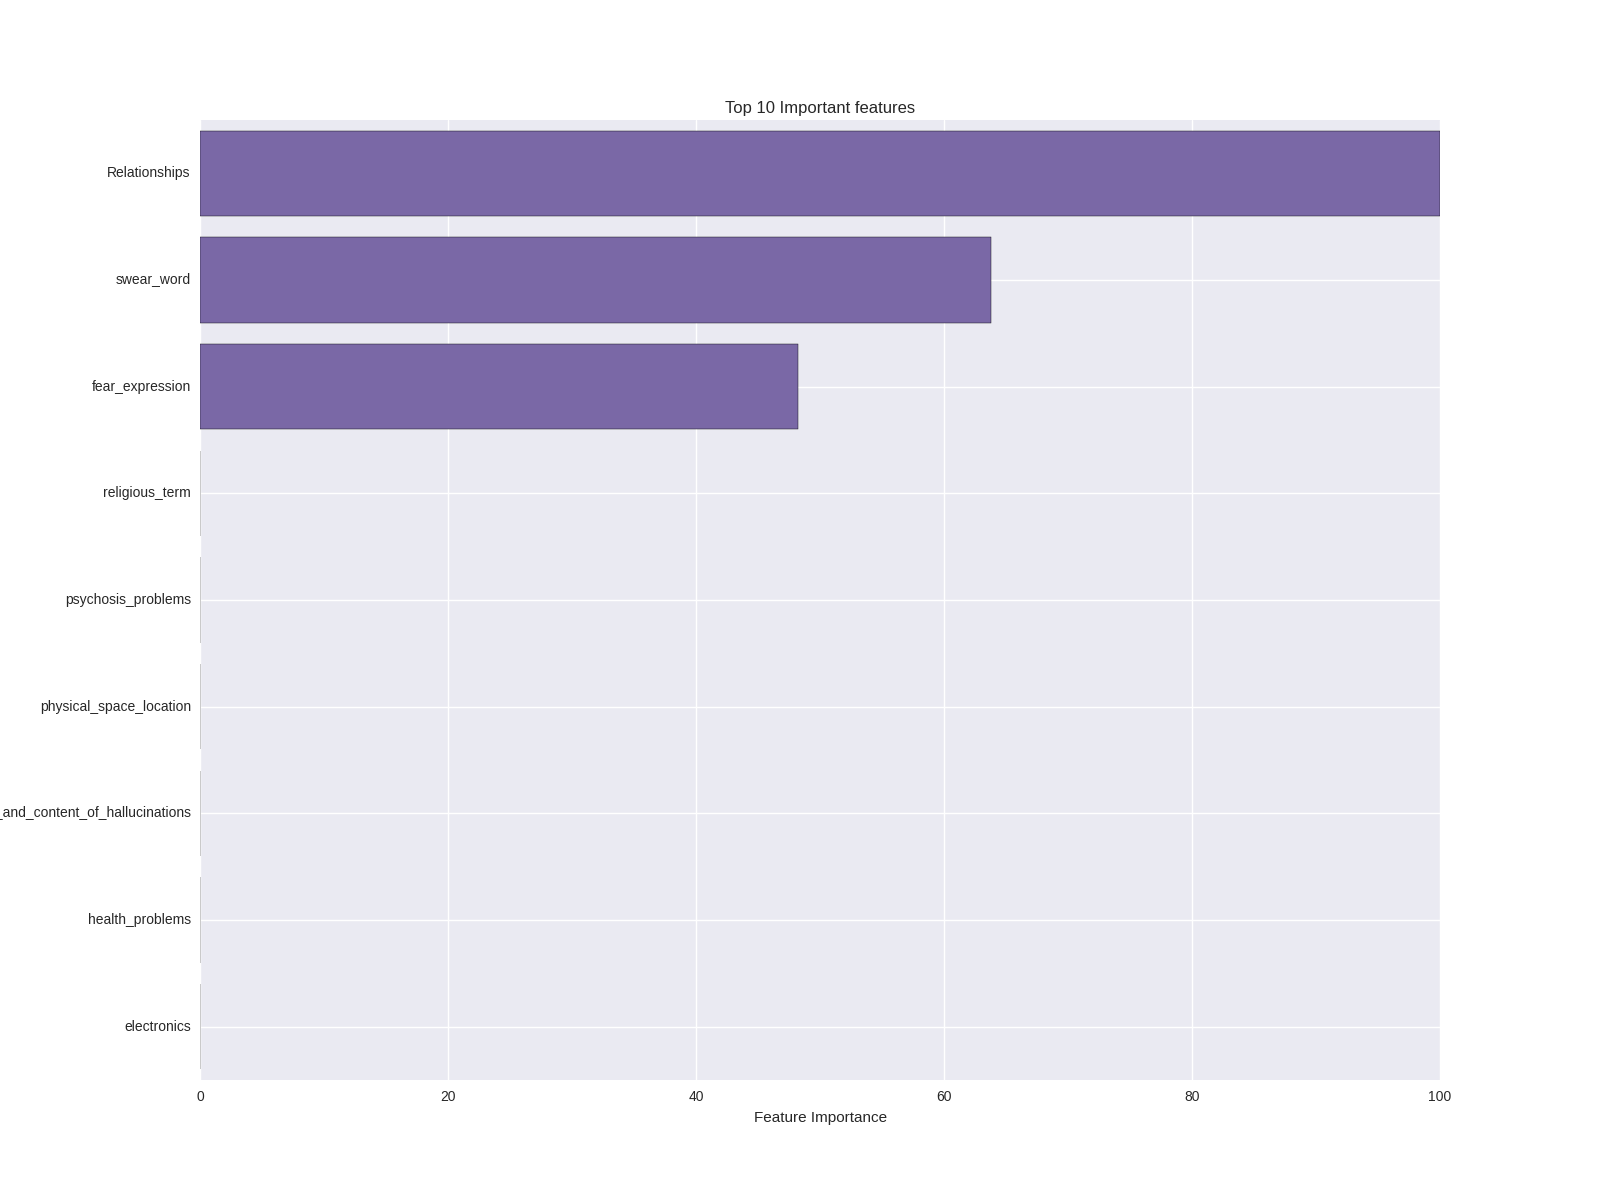 Top 10 Important features
Relationships
swear_word
fear_expression
religious_term
psychosis_problems
physical_space_location
_and_content_of_hallucinations
health_problems
electronics
0 20 40 60 80 100
Feature Importance